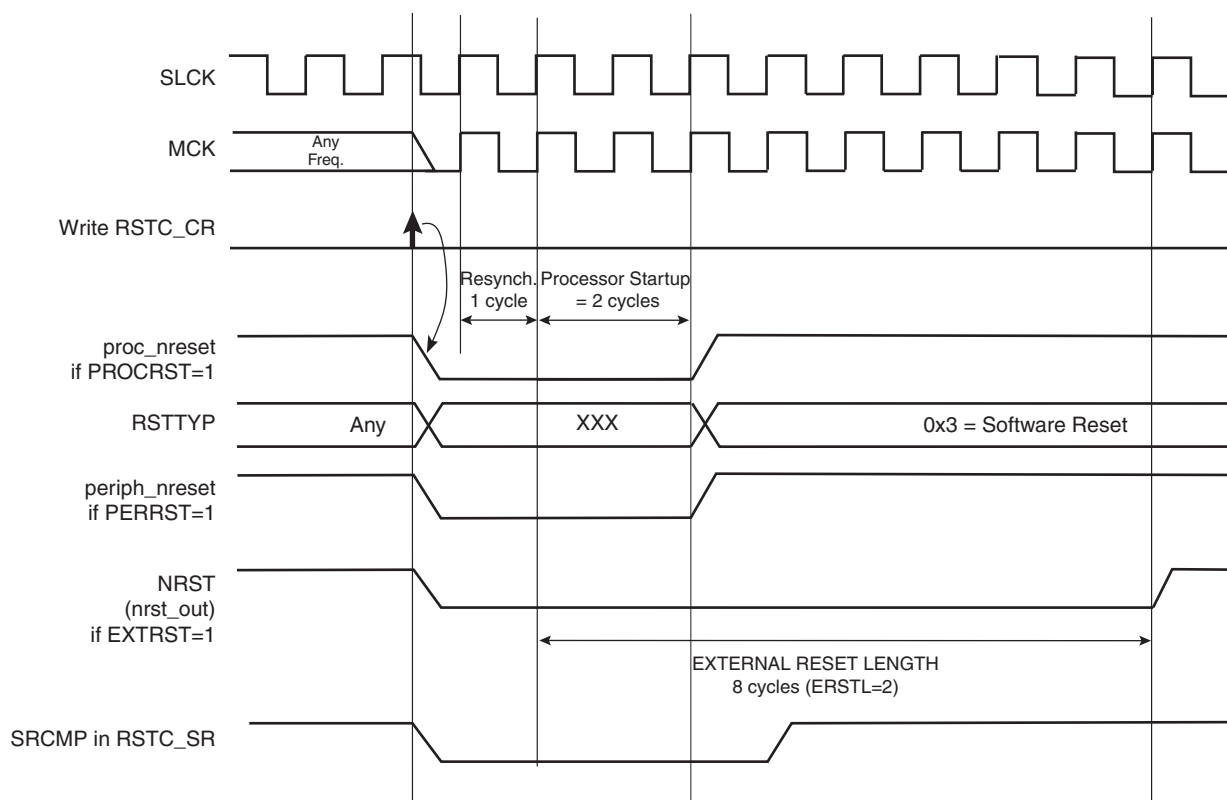 SLCK
MCK
Any
Freq.
Write RSTC_CR
Resynch.
1 cycle
Processor Startup
= 2 cycles
proc_nreset
if PROCRST=1
RSTTYP
Any
XXX
0x3 = Software Reset
periph_nreset
if PERRST=1
NRST
(nrst_out)
if EXTRST=1
EXTERNAL RESET LENGTH
8 cycles (ERSTL=2)
SRCMP in RSTC_SR